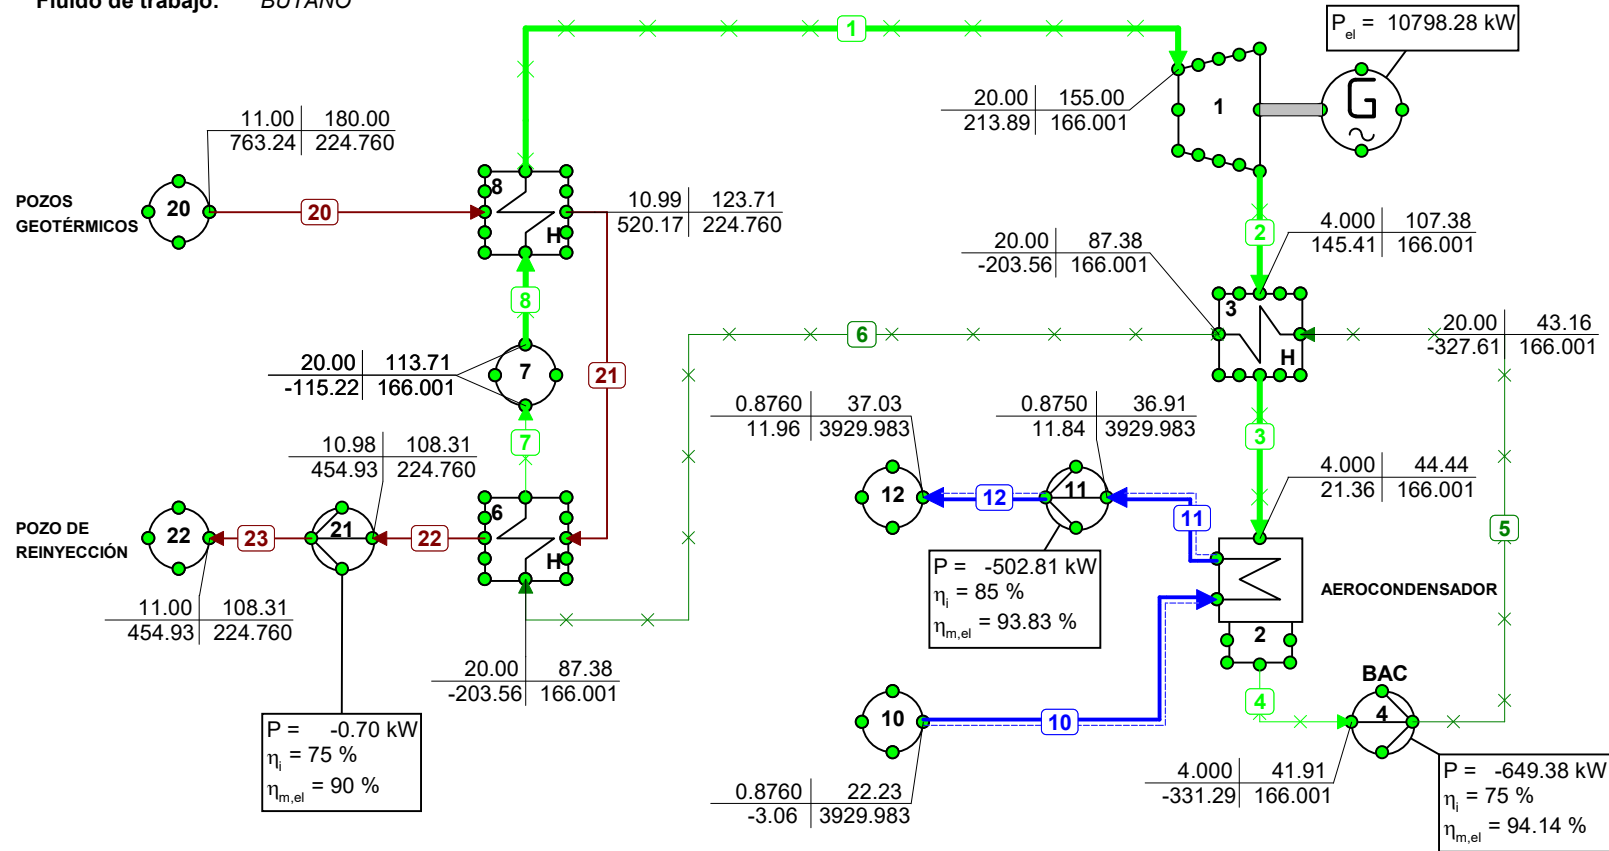 Fluido de trabajo: BUTANO
P_el = 10798.28 kW
1
20.00 155.00
213.89 166.001
1
G
11.00 180.00
763.24 224.760
POZOS
GEOTÉRMICOS
20
20
8
H
10.99 123.71
520.17 224.760
2
4.000 107.38
145.41 166.001
20.00 87.38
-203.56 166.001
8
3
H
6
20.00 43.16
-327.61 166.001
20.00 113.71
-115.22 166.001
7
21
0.8760 37.03
11.96 3929.983
0.8750 36.91
11.84 3929.983
3
7
10.98 108.31
454.93 224.760
4.000 44.44
21.36 166.001
12
12
11
11
6
H
POZO DE
REINYECCIÓN
22
23
21
22
5
P = -502.81 kW
ηi = 85 %
ηm,el = 93.83 %
AEROCONDENSADOR
2
11.00 108.31
454.93 224.760
20.00 87.38
-203.56 166.001
BAC
4
4
10
10
P = -0.70 kW
ηi = 75 %
ηm,el = 90 %
0.8760 22.23
-3.06 3929.983
4.000 41.91
-331.29 166.001
P = -649.38 kW
ηi = 75 %
ηm,el = 94.14 %